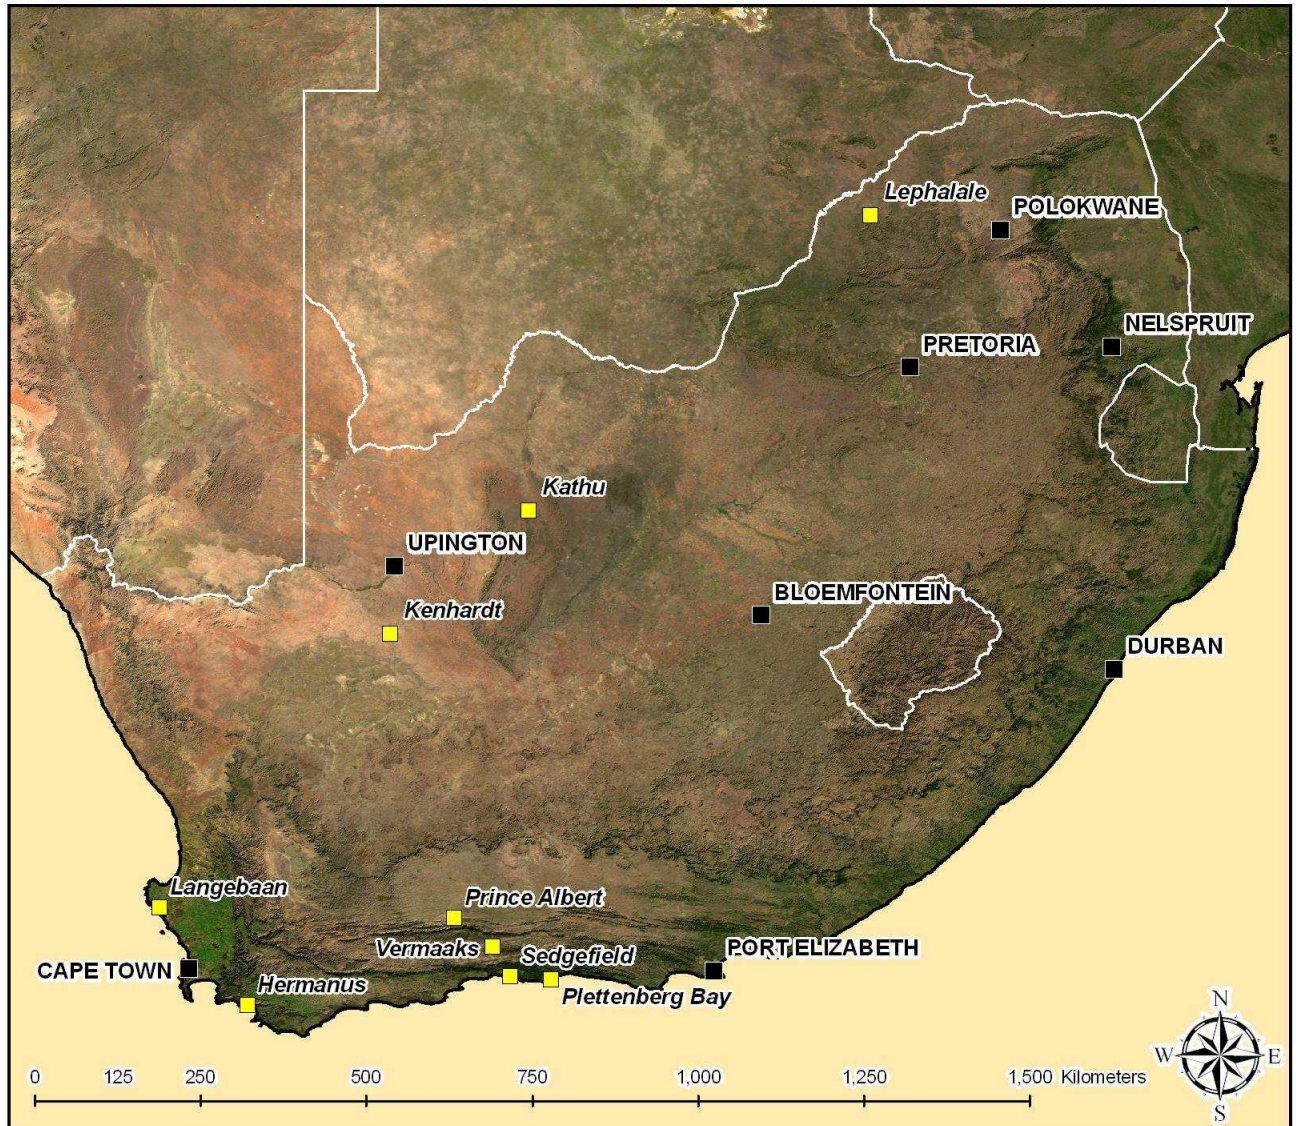 Lephalale
POLOKWANE
NELSPRUIT
PRETORIA
Kathu
UPINGTON
BLOEMFONTEIN
Kenhardt
DURBAN
Langebaan
Prince Albert
Vermaaks
Sedgefield
PORT ELIZABETH
CAPE TOWN
Hermanus
Plettenberg Bay
N
W E
S
0 125 250 500 750 1,000 1,250 1,500 Kilometers